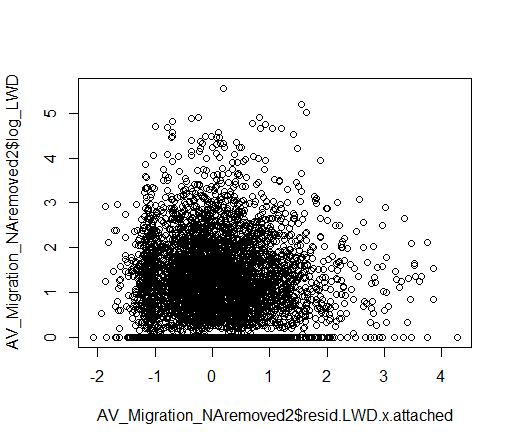 AV_Migration_NAremoved2$log_LWD
5
4
3
2
1
0
-2 -1 0 1 2 3 4
AV_Migration_NAremoved2$resid.LWD.x.attached